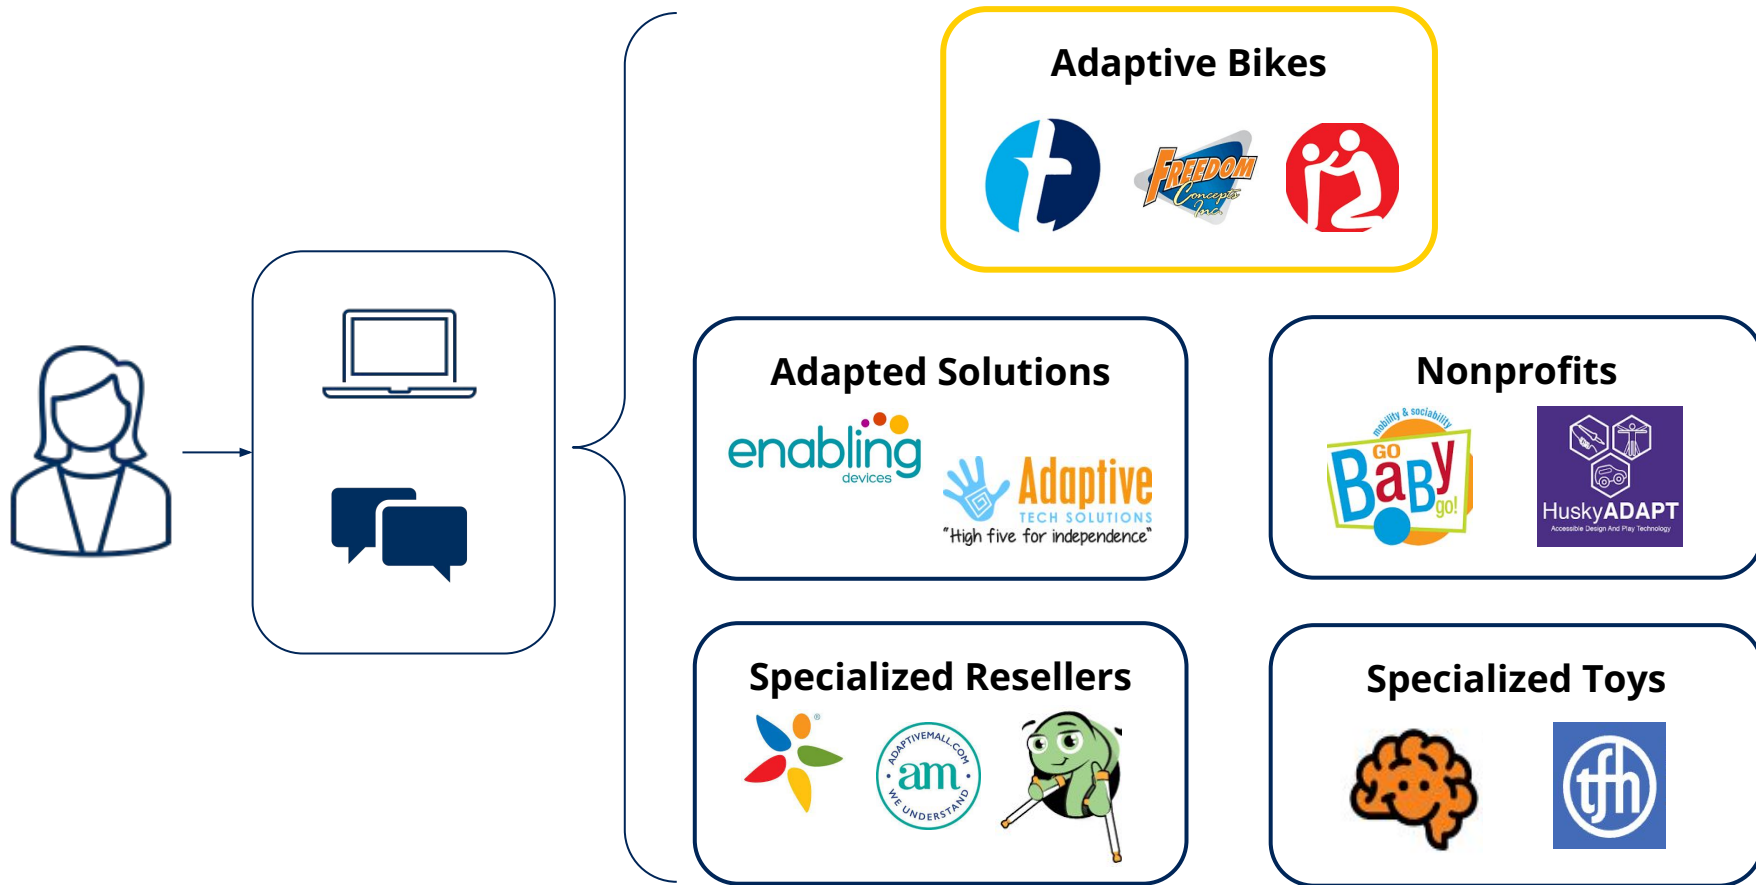 Adaptive Bikes
t
FREEDOM
Concepts
Inc.
Adapted Solutions
enabling
devices
Adaptive
TECH SOLUTIONS
"High five for independence"
Nonprofits
mobility & sociability
GO
BaBy
go!
HuskyADAPT
Accessible Design And Play Technology
Specialized Resellers
®
ADAPTIVEMALL.COM
am
WE UNDERSTAND
Specialized Toys
tfh